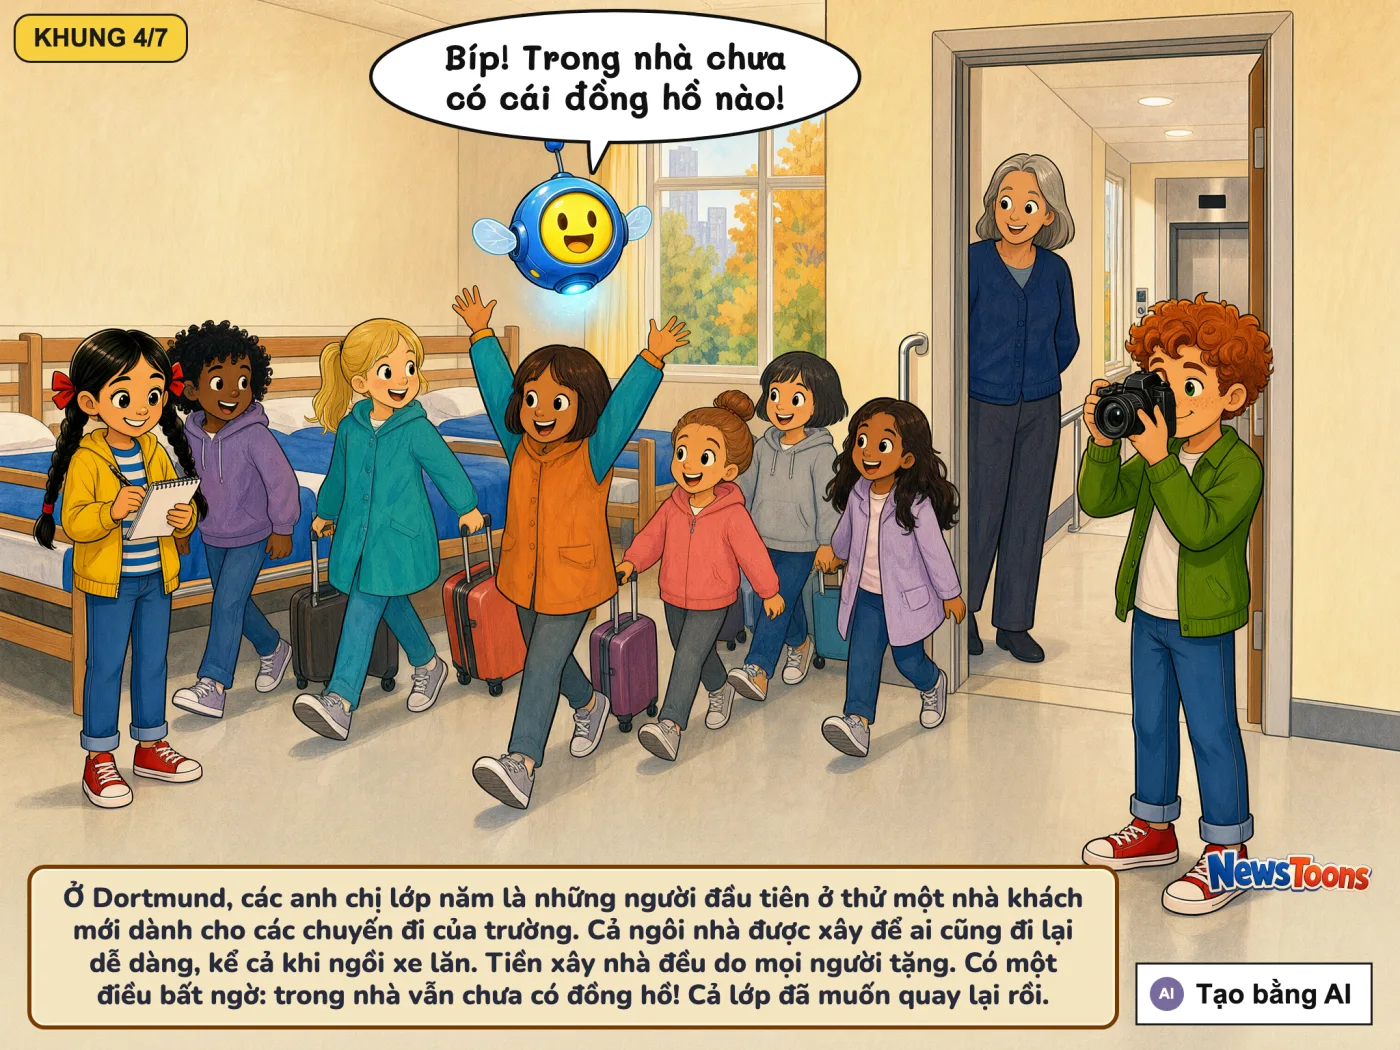 KHUNG 4/7
Bíp! Trong nhà chưa
có cái đồng hồ nào!
Ở Dortmund, các anh chị lớp năm là những người đầu tiên ở thử một nhà khách
mới dành cho các chuyến đi của trường. Cả ngôi nhà được xây để ai cũng đi lại
dễ dàng, kể cả khi ngồi xe lăn. Tiền xây nhà đều do mọi người tặng. Có một
điều bất ngờ: trong nhà vẫn chưa có đồng hồ! Cả lớp đã muốn quay lại rồi.
NEWSTOONS
AI Tạo bằng AI